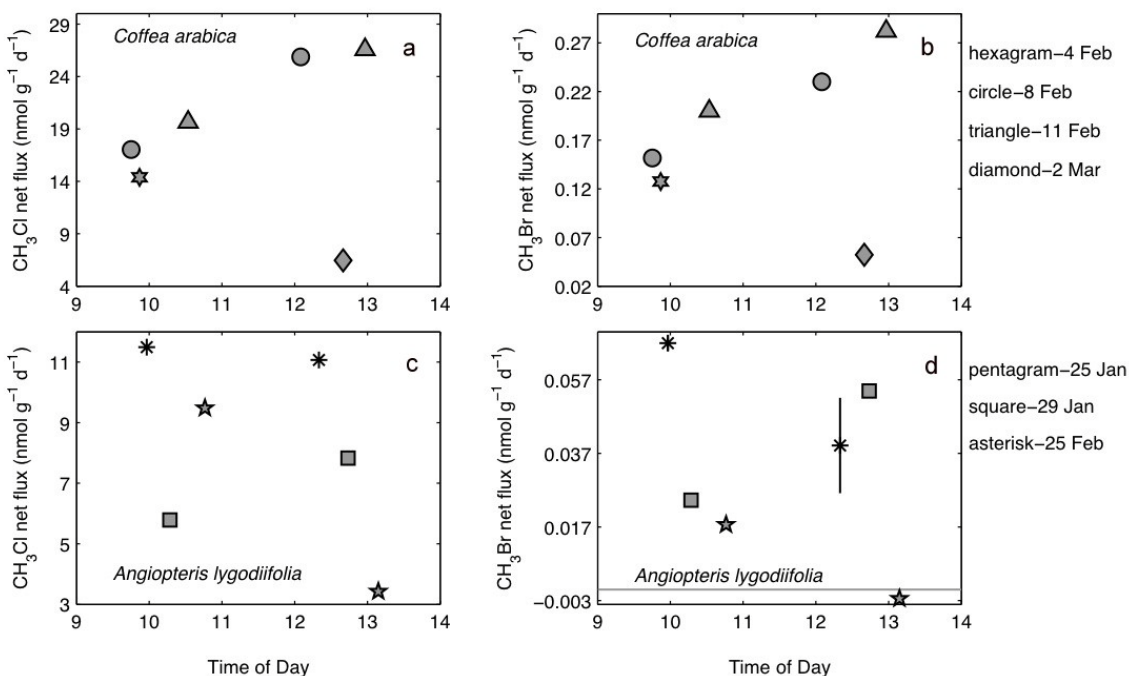 CH3Cl net flux (nmol g−1 d−1)
29
24
19
14
9
4
Coffea arabica
a
9 10 11 12 13 14
CH3Br net flux (nmol g−1 d−1)
0.27
0.22
0.17
0.12
0.07
0.02
Coffea arabica
b
9 10 11 12 13 14
hexagram−4 Feb
circle−8 Feb
triangle−11 Feb
diamond−2 Mar
CH3Cl net flux (nmol g−1 d−1)
11
9
7
5
3
c
Angiopteris lygodiifolia
9 10 11 12 13 14
Time of Day
CH3Br net flux (nmol g−1 d−1)
0.057
0.037
0.017
−0.003
d
Angiopteris lygodiifolia
9 10 11 12 13 14
Time of Day
pentagram−25 Jan
square−29 Jan
asterisk−25 Feb